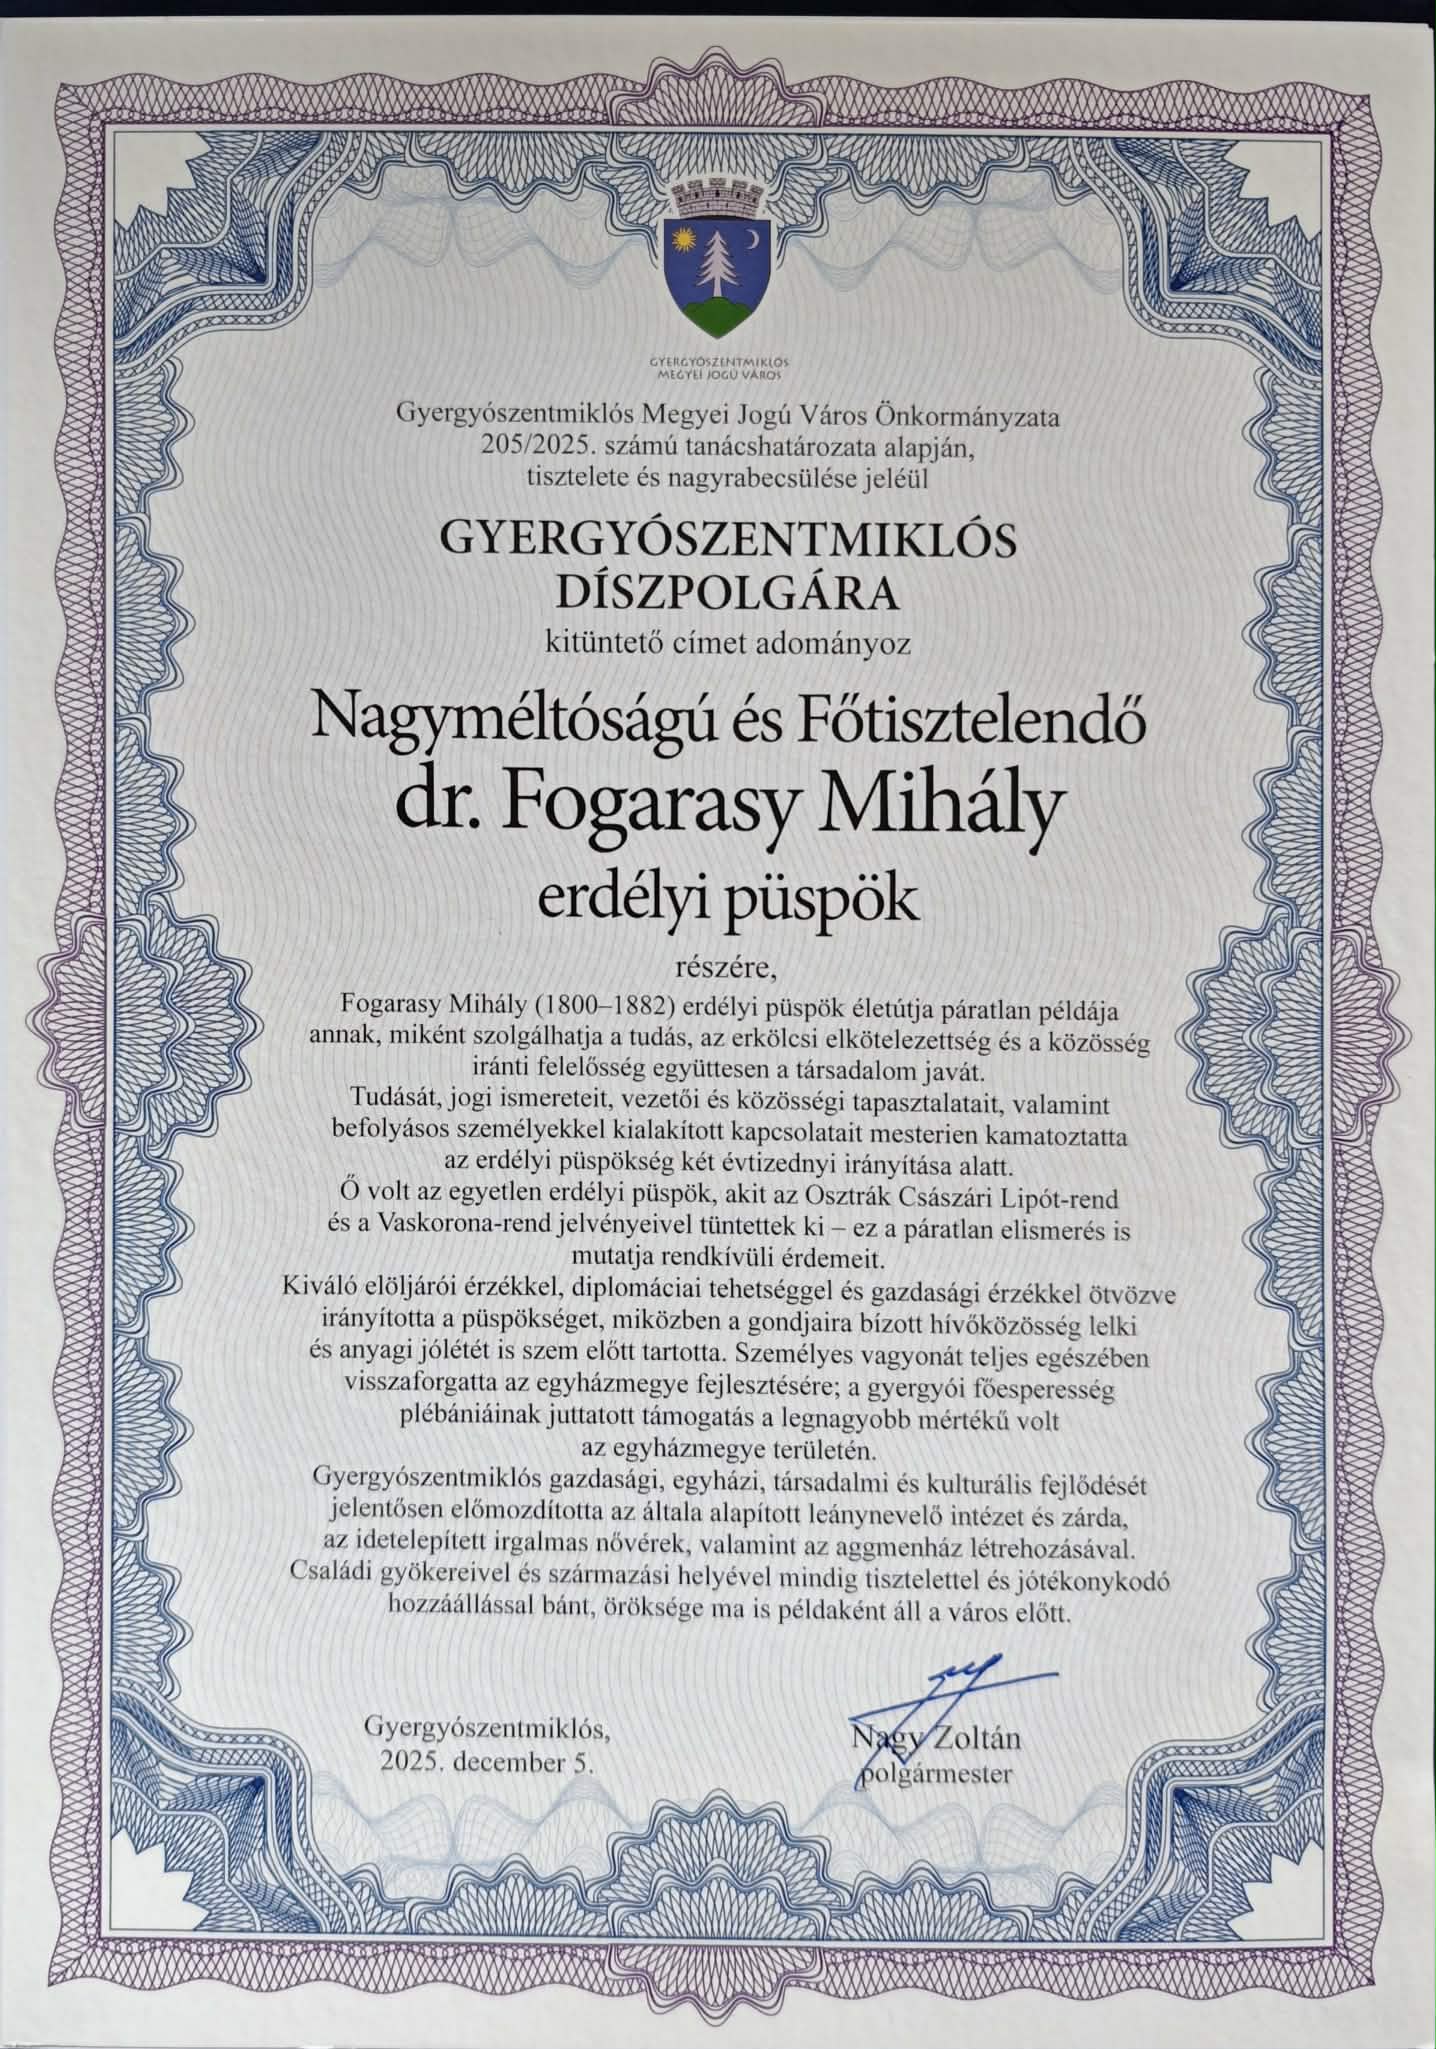 GYERGYÓSZENTMIKLÓS
MEGYEI JOGÚ VÁROS
Gyergyószentmiklós Megyei Jogú Város Önkormányzata
205/2025. számú tanácshatározata alapján,
tisztelete és nagyrabecsülése jeléül
GYERGYÓSZENTMIKLÓS
DÍSZPOLGÁRA
kitüntető címet adományoz
Nagyméltóságú és Főtisztelendő
dr. Fogarasy Mihály
erdélyi püspök
részére,
Fogarasy Mihály (1800–1882) erdélyi püspök életútja páratlan példája
annak, miként szolgálhatja a tudás, az erkölcsi elkötelezettség és a közösség
iránti felelősség együttesen a társadalom javát.
Tudását, jogi ismereteit, vezetői és közösségi tapasztalatait, valamint
befolyásos személyekkel kialakított kapcsolatait mesterien kamatoztatta
az erdélyi püspökség két évtizednyi irányítása alatt.
Ő volt az egyetlen erdélyi püspök, akit az Osztrák Császári Lipót-rend
és a Vaskorona-rend jelvényeivel tüntettek ki – ez a páratlan elismerés is
mutatja rendkívüli érdemeit.
Kiváló elöljárói érzékkel, diplomáciai tehetséggel és gazdasági érzékkel ötvözve
irányította a püspökséget, miközben a gondjaira bízott hívőközösség lelki
és anyagi jólétét is szem előtt tartotta. Személyes vagyonát teljes egészében
visszaforgatta az egyházmegye fejlesztésére; a gyergyói főesperesség
plébániáinak juttatott támogatás a legnagyobb mértékű volt
az egyházmegye területén.
Gyergyószentmiklós gazdasági, egyházi, társadalmi és kulturális fejlődését
jelentősen előmozdította az általa alapított leánynevelő intézet és zárda,
az idetelepített irgalmas nővérek, valamint az aggmenház létrehozásával.
Családi gyökereivel és származási helyével mindig tisztelettel és jótékonykodó
hozzáállással bánt, öröksége ma is példaként áll a város előtt.
Gyergyószentmiklós,
2025. december 5.
Nagy Zoltán
polgármester